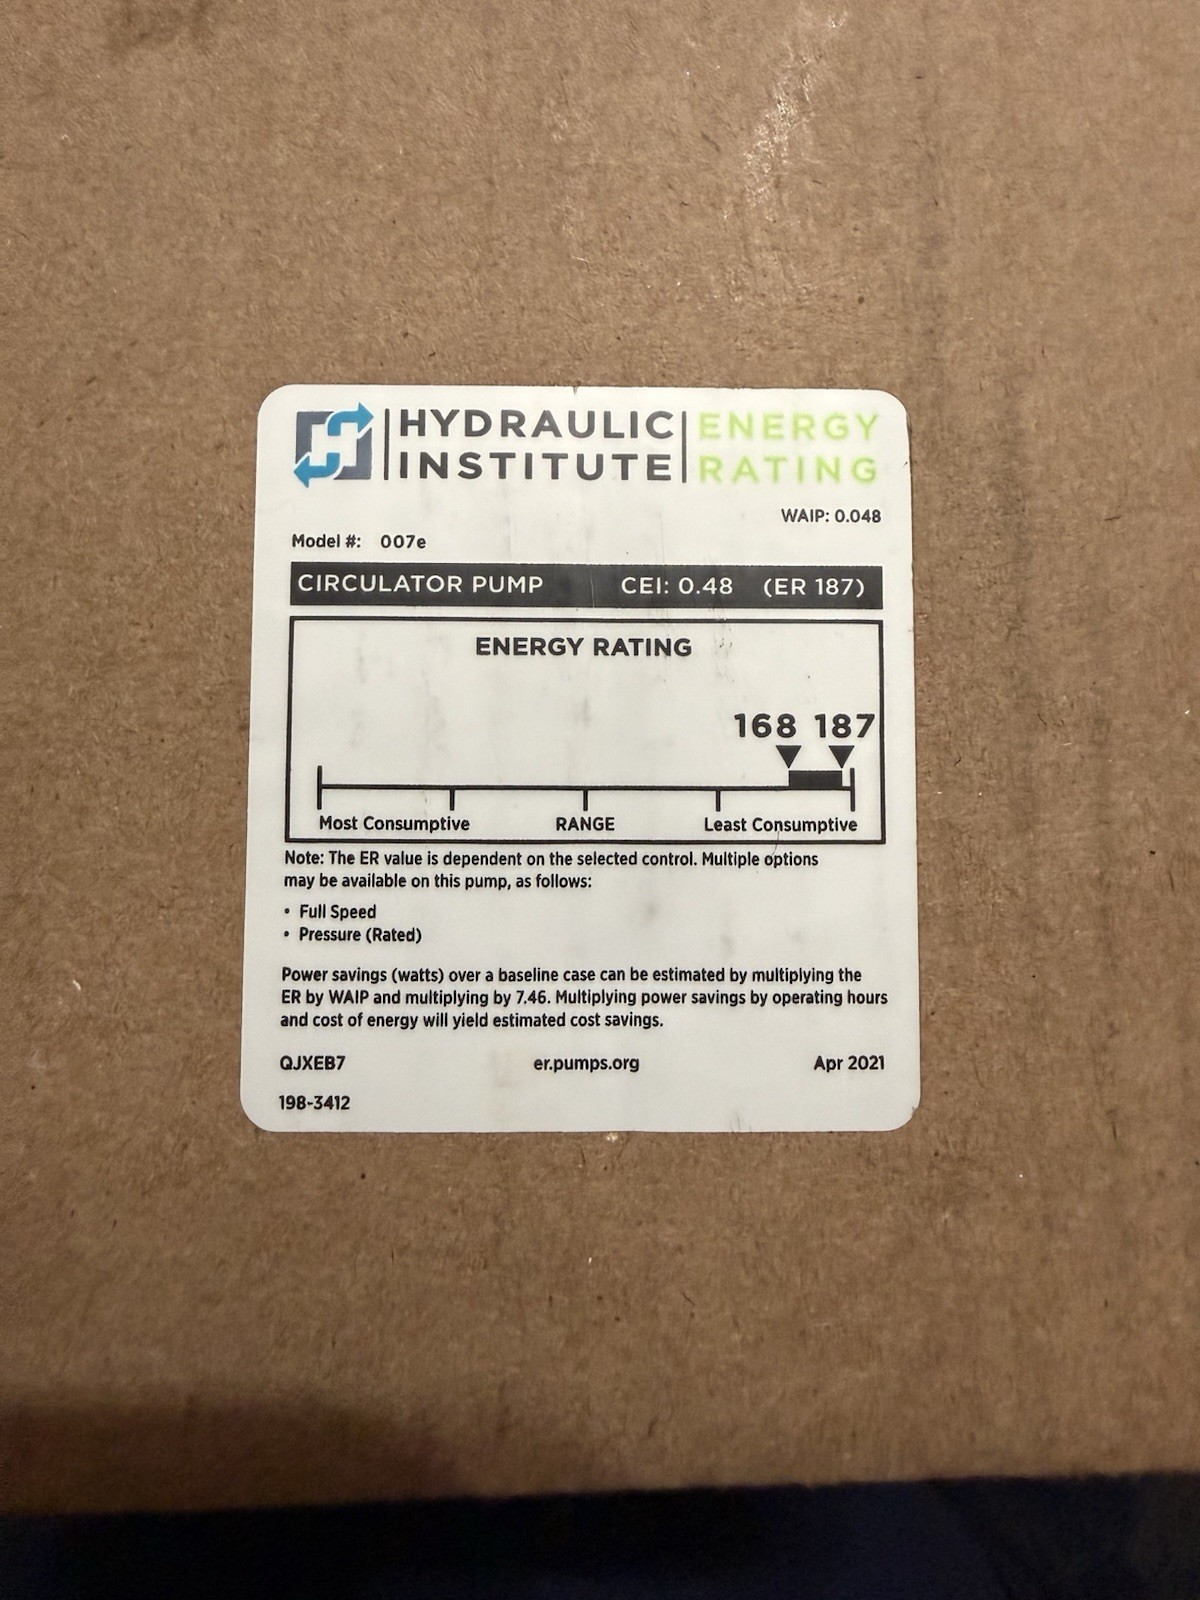 HYDRAULIC ENERGY
INSTITUTE RATING
WAIP: 0.048
Model #: 007e
CIRCULATOR PUMP CEI: 0.48 (ER 187)
ENERGY RATING
168 187
Most Consumptive RANGE Least Consumptive
Note: The ER value is dependent on the selected control. Multiple options
may be available on this pump, as follows:
• Full Speed
• Pressure (Rated)
Power savings (watts) over a baseline case can be estimated by multiplying the
ER by WAIP and multiplying by 7.46. Multiplying power savings by operating hours
and cost of energy will yield estimated cost savings.
QJXEB7 er.pumps.org Apr 2021
198-3412